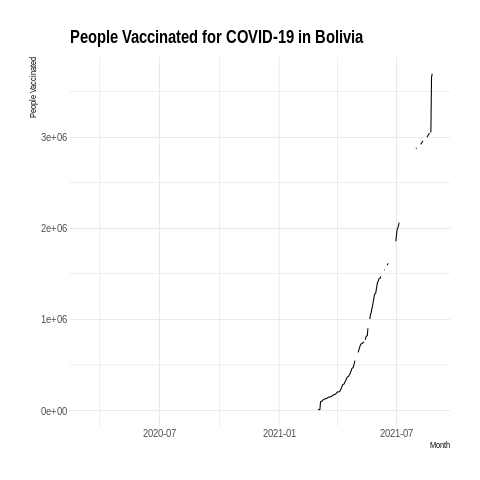 People Vaccinated for COVID-19 in Bolivia
People Vaccinated
3e+06
2e+06
1e+06
0e+00
2020-07
2021-01
2021-07
Month